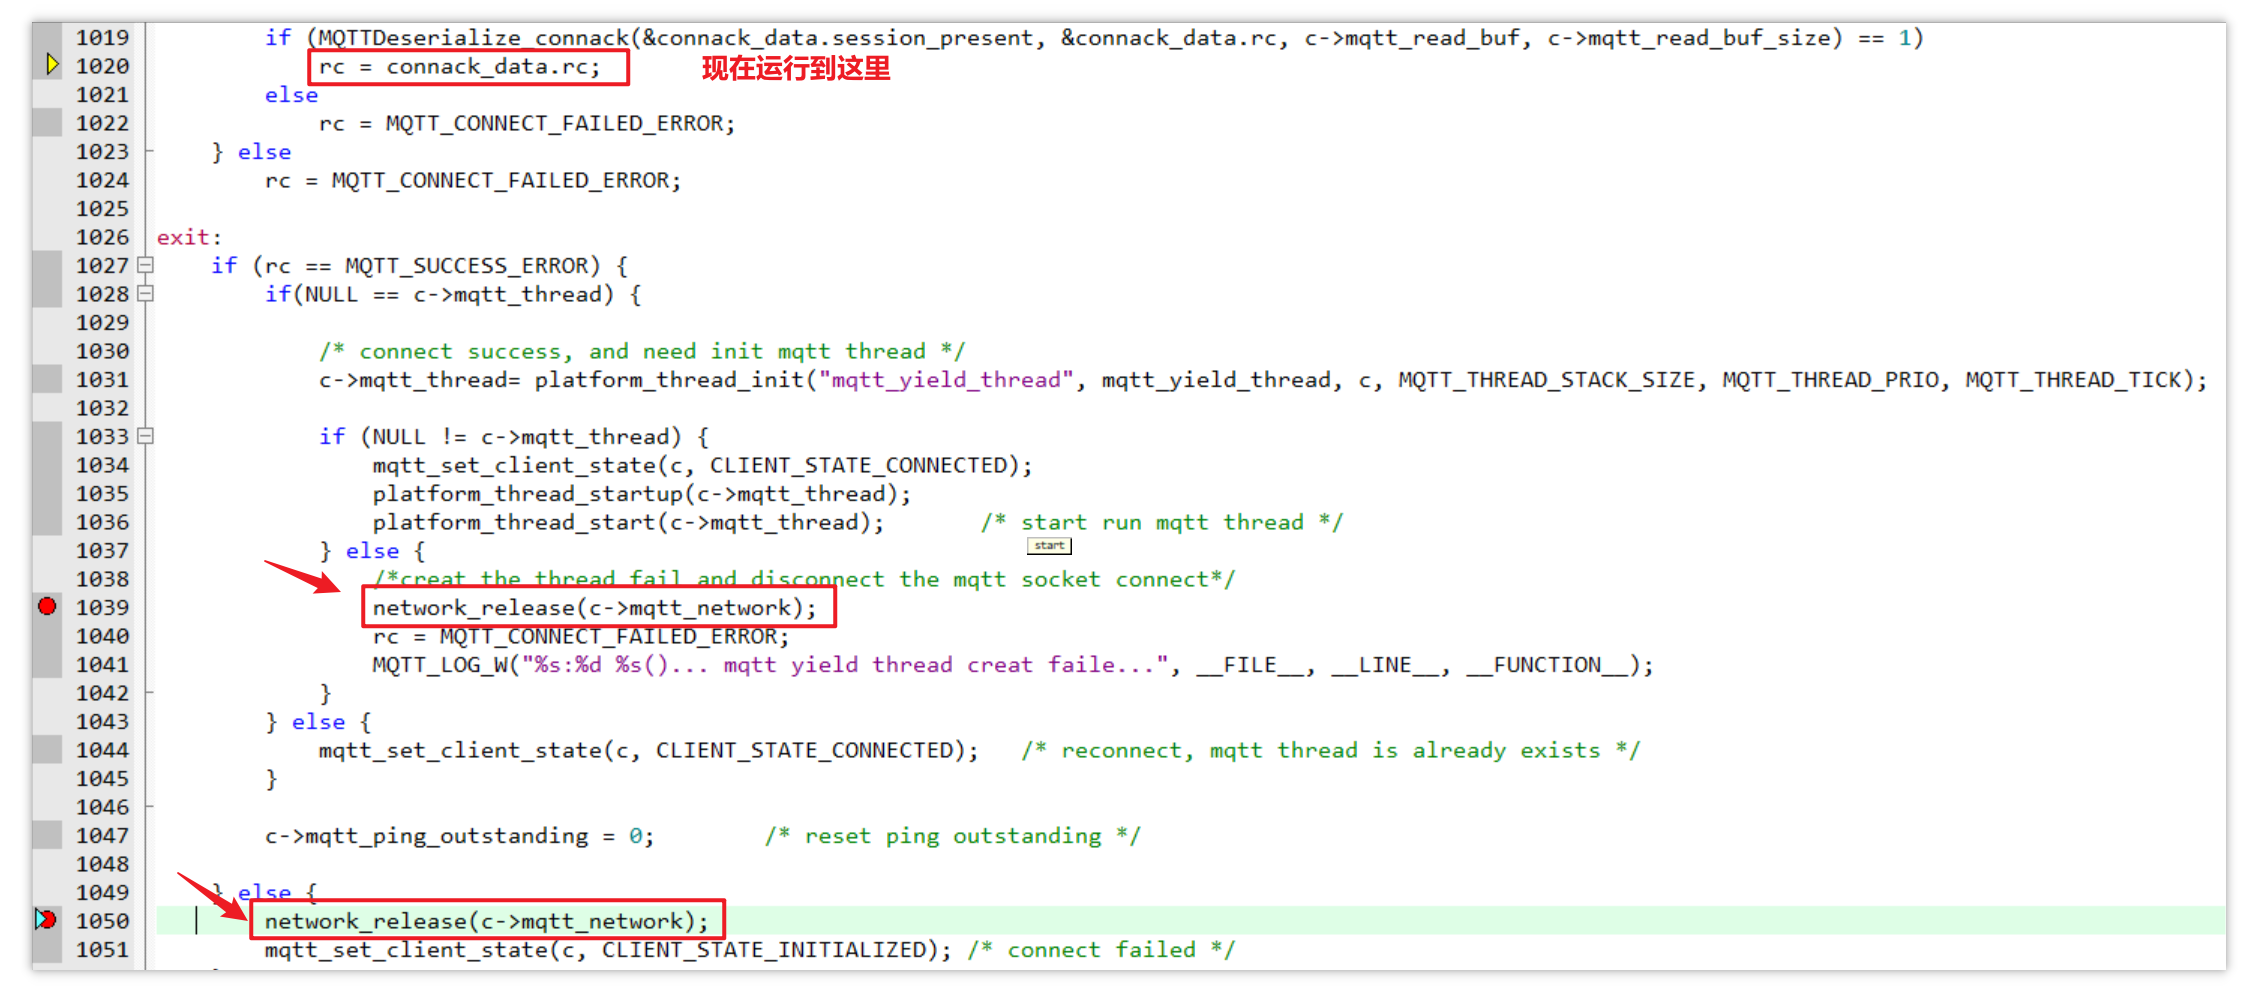 1019 if (MQTTDeserialize_connack(&connack_data.session_present, &connack_data.rc, c->mqtt_read_buf, c->mqtt_read_buf_size) == 1)
1020 rc = connack_data.rc; 现在运行到这里
1021 else
1022 rc = MQTT_CONNECT_FAILED_ERROR;
1023 } else
1024 rc = MQTT_CONNECT_FAILED_ERROR;
1025
1026 exit:
1027 if (rc == MQTT_SUCCESS_ERROR) {
1028 if(NULL == c->mqtt_thread) {
1029
1030 /* connect success, and need init mqtt thread */
1031 c->mqtt_thread= platform_thread_init("mqtt_yield_thread", mqtt_yield_thread, c, MQTT_THREAD_STACK_SIZE, MQTT_THREAD_PRIO, MQTT_THREAD_TICK);
1032
1033 if (NULL != c->mqtt_thread) {
1034 mqtt_set_client_state(c, CLIENT_STATE_CONNECTED);
1035 platform_thread_startup(c->mqtt_thread);
1036 platform_thread_start(c->mqtt_thread); /* start run mqtt thread */
1037 } else {
start
1038 /*creat the thread fail and disconnect the mqtt socket connect*/
1039 network_release(c->mqtt_network);
1040 rc = MQTT_CONNECT_FAILED_ERROR;
1041 MQTT_LOG_W("%s:%d %s()... mqtt yield thread creat faile...", __FILE__, __LINE__, __FUNCTION__);
1042 }
1043 } else {
1044 mqtt_set_client_state(c, CLIENT_STATE_CONNECTED); /* reconnect, mqtt thread is already exists */
1045 }
1046
1047 c->mqtt_ping_outstanding = 0; /* reset ping outstanding */
1048
1049 } else {
1050 network_release(c->mqtt_network);
1051 mqtt_set_client_state(c, CLIENT_STATE_INITIALIZED); /* connect failed */